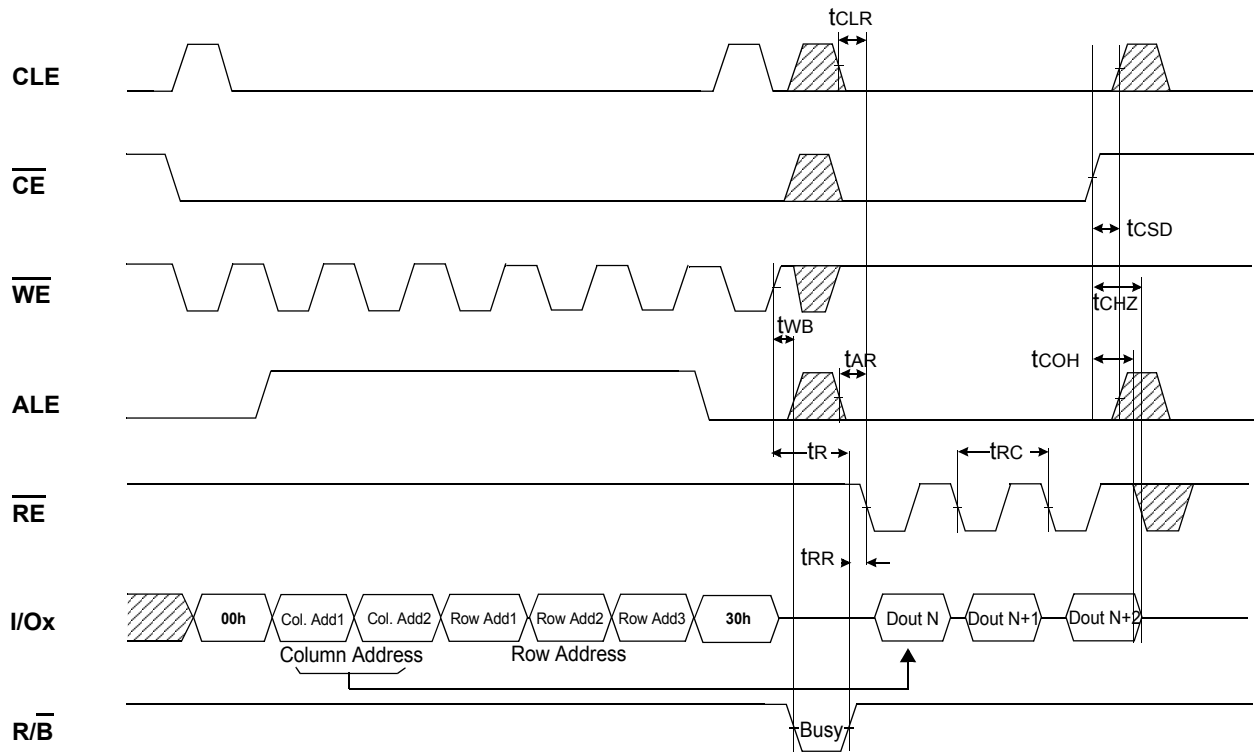 tCLR
CLE
CE
tCSD
WE
tCHZ
tWB
tAR
tCOH
ALE
tR
tRC
RE
tRR
I/Ox
00h Col. Add1 Col. Add2 Row Add1 Row Add2 Row Add3 30h Dout N Dout N+1 Dout N+2
Column Address Row Address
R/B
Busy